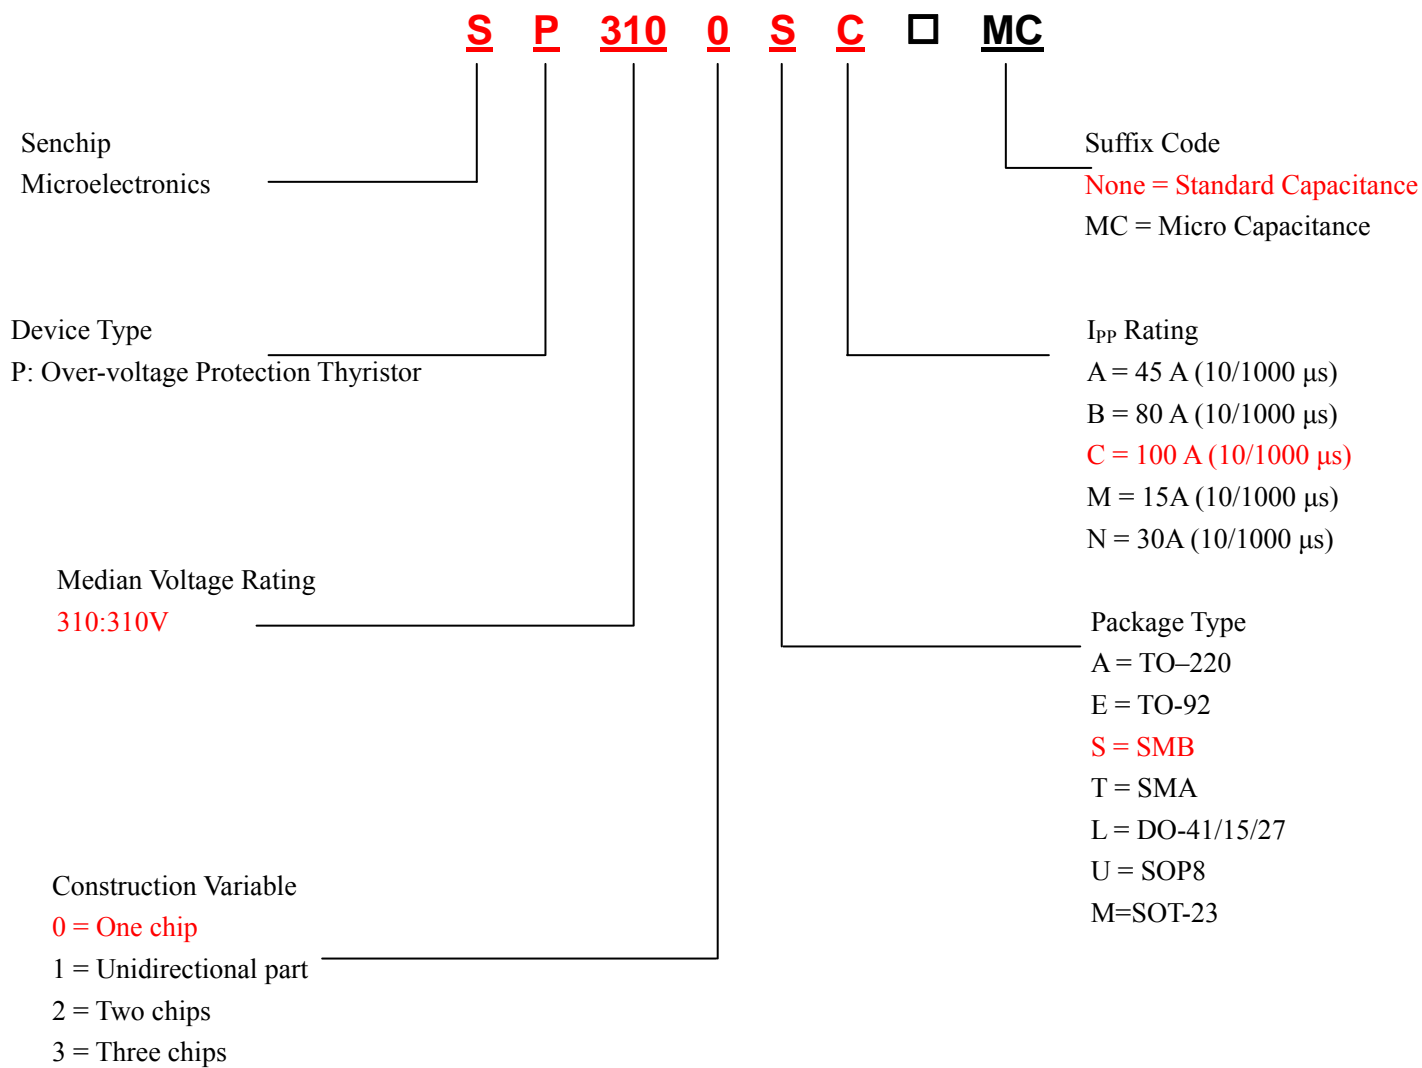 S P 310 0 S C □ MC
Senchip
Microelectronics
Device Type
P: Over-voltage Protection Thyristor
Median Voltage Rating
310:310V
Construction Variable
0 = One chip
1 = Unidirectional part
2 = Two chips
3 = Three chips
Suffix Code
None = Standard Capacitance
MC = Micro Capacitance
IPP Rating
A = 45 A (10/1000 μs)
B = 80 A (10/1000 μs)
C = 100 A (10/1000 μs)
M = 15A (10/1000 μs)
N = 30A (10/1000 μs)
Package Type
A = TO–220
E = TO-92
S = SMB
T = SMA
L = DO-41/15/27
U = SOP8
M=SOT-23